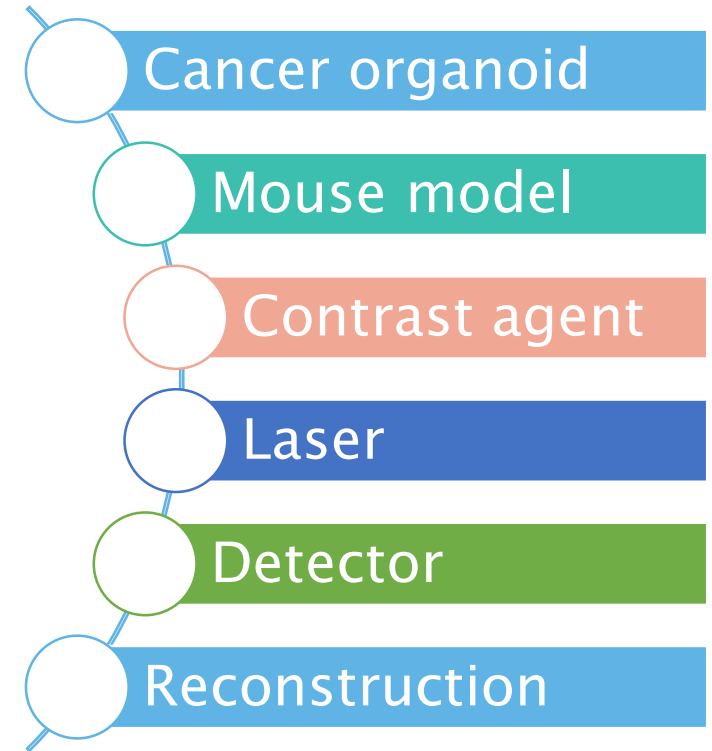 Cancer organoid
Mouse model
Contrast agent
Laser
Detector
Reconstruction